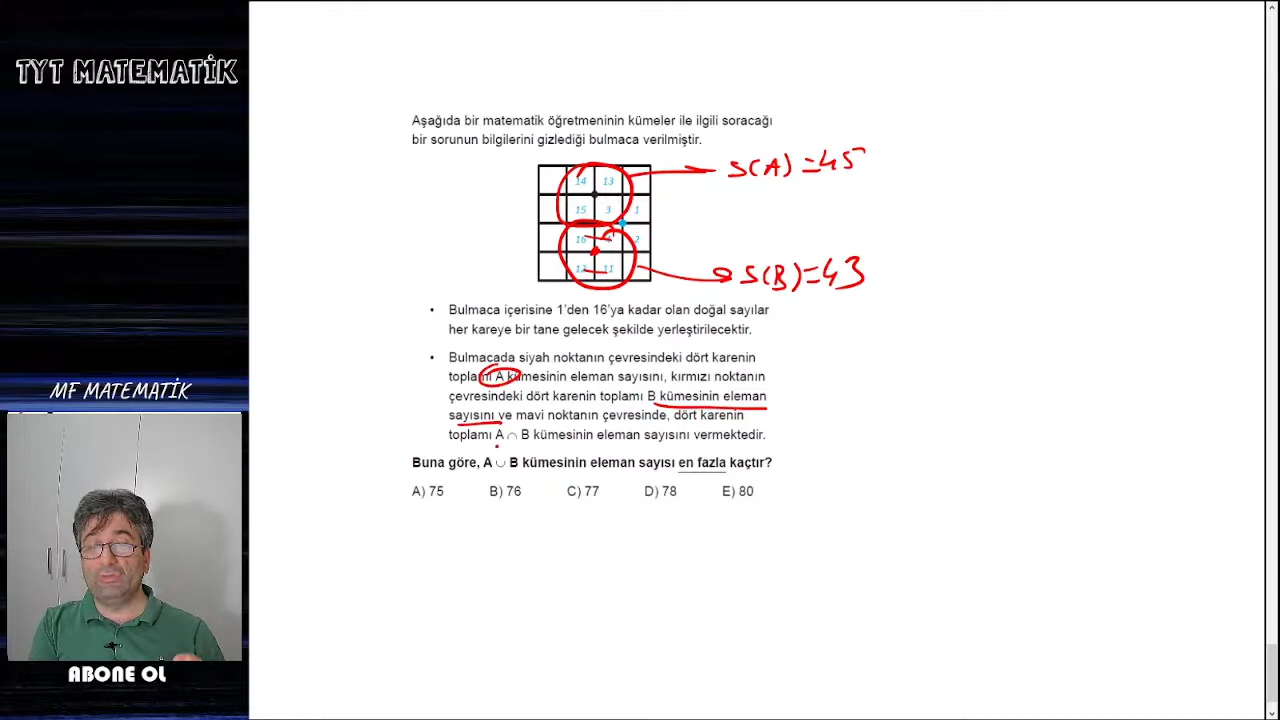 TYT MATEMATİK
Aşağıda bir matematik öğretmeninin kümeler ile ilgili soracağı
bir sorunun bilgilerini gizlediği bulmaca verilmiştir.
14 13
s(A) = 45
15 3 1
16 2
12 11
s(B) = 43
• Bulmaca içerisine 1'den 16'ya kadar olan doğal sayılar
her kareye bir tane gelecek şekilde yerleştirilecektir.
• Bulmacada siyah noktanın çevresindeki dört karenin
toplamı A kümesinin eleman sayısını, kırmızı noktanın
çevresindeki dört karenin toplamı B kümesinin eleman
sayısını ve mavi noktanın çevresinde, dört karenin
toplamı A ∩ B kümesinin eleman sayısını vermektedir.
Buna göre, A ∪ B kümesinin eleman sayısı en fazla kaçtır?
A) 75 B) 76 C) 77 D) 78 E) 80
MF MATEMATİK
ABONE OL